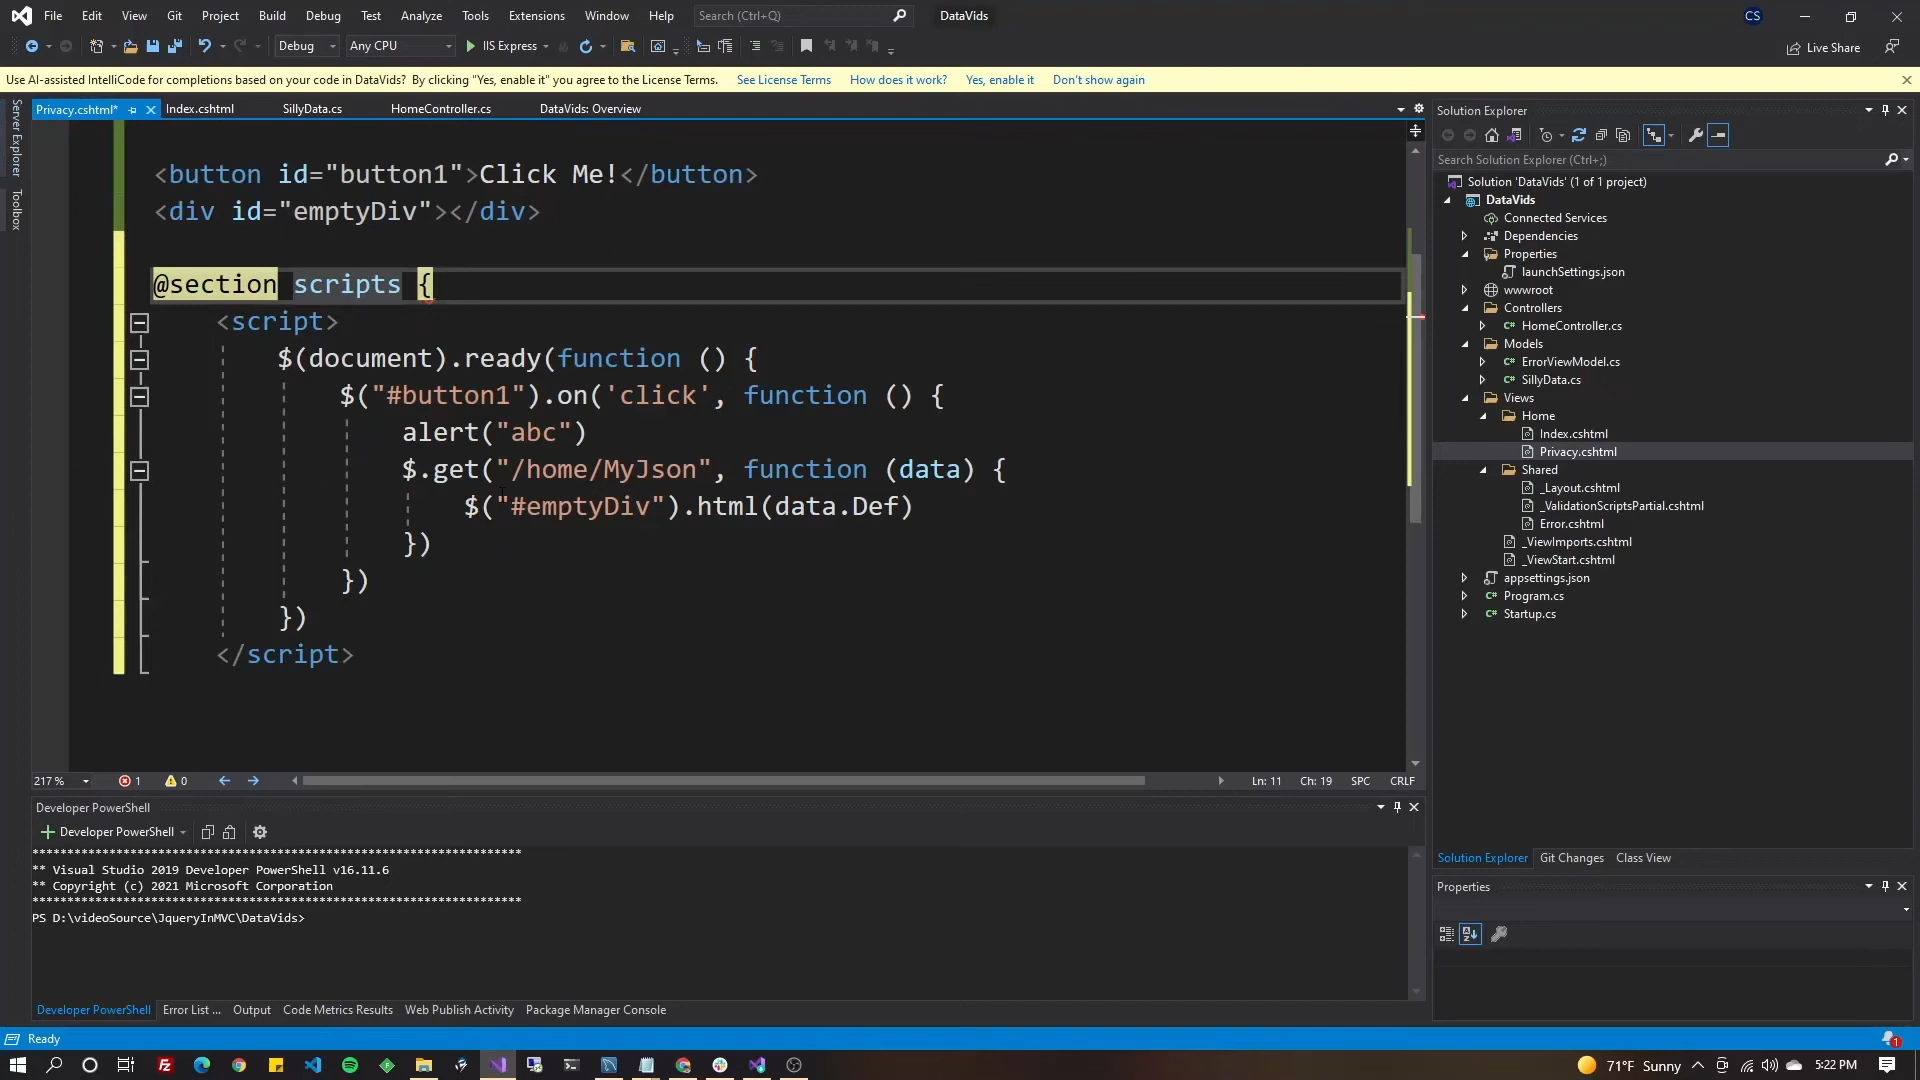 File Edit View Git Project Build Debug Test Analyze Tools Extensions Window Help Search (Ctrl+Q) DataVids CS
Debug Any CPU IIS Express Live Share
Use AI-assisted IntelliCode for completions based on your code in DataVids? By clicking "Yes, enable it" you agree to the License Terms. See License Terms How does it work? Yes, enable it Don't show again
Server Explorer
Toolbox
Privacy.cshtml* Index.cshtml SillyData.cs HomeController.cs DataVids: Overview
<button id="button1">Click Me!</button>
<div id="emptyDiv"></div>
@section scripts {
<script>
$(document).ready(function () {
$("#button1").on('click', function () {
alert("abc")
$.get("/home/MyJson", function (data) {
$("#emptyDiv").html(data.Def)
})
})
})
</script>
217 % 1 0 Ln: 11 Ch: 19 SPC CRLF
Developer PowerShell
Developer PowerShell
**********************************************************************
** Visual Studio 2019 Developer PowerShell v16.11.6
** Copyright (c) 2021 Microsoft Corporation
**********************************************************************
PS D:\videoSource\JqueryInMVC\DataVids>
Developer PowerShell Error List ... Output Code Metrics Results Web Publish Activity Package Manager Console
Solution Explorer
Search Solution Explorer (Ctrl+;)
Solution 'DataVids' (1 of 1 project)
DataVids
Connected Services
Dependencies
Properties
launchSettings.json
wwwroot
Controllers
C# HomeController.cs
Models
C# ErrorViewModel.cs
C# SillyData.cs
Views
Home
Index.cshtml
Privacy.cshtml
Shared
_Layout.cshtml
_ValidationScriptsPartial.cshtml
Error.cshtml
_ViewImports.cshtml
_ViewStart.cshtml
appsettings.json
C# Program.cs
C# Startup.cs
Solution Explorer Git Changes Class View
Properties
Ready 1
71°F Sunny 5:22 PM